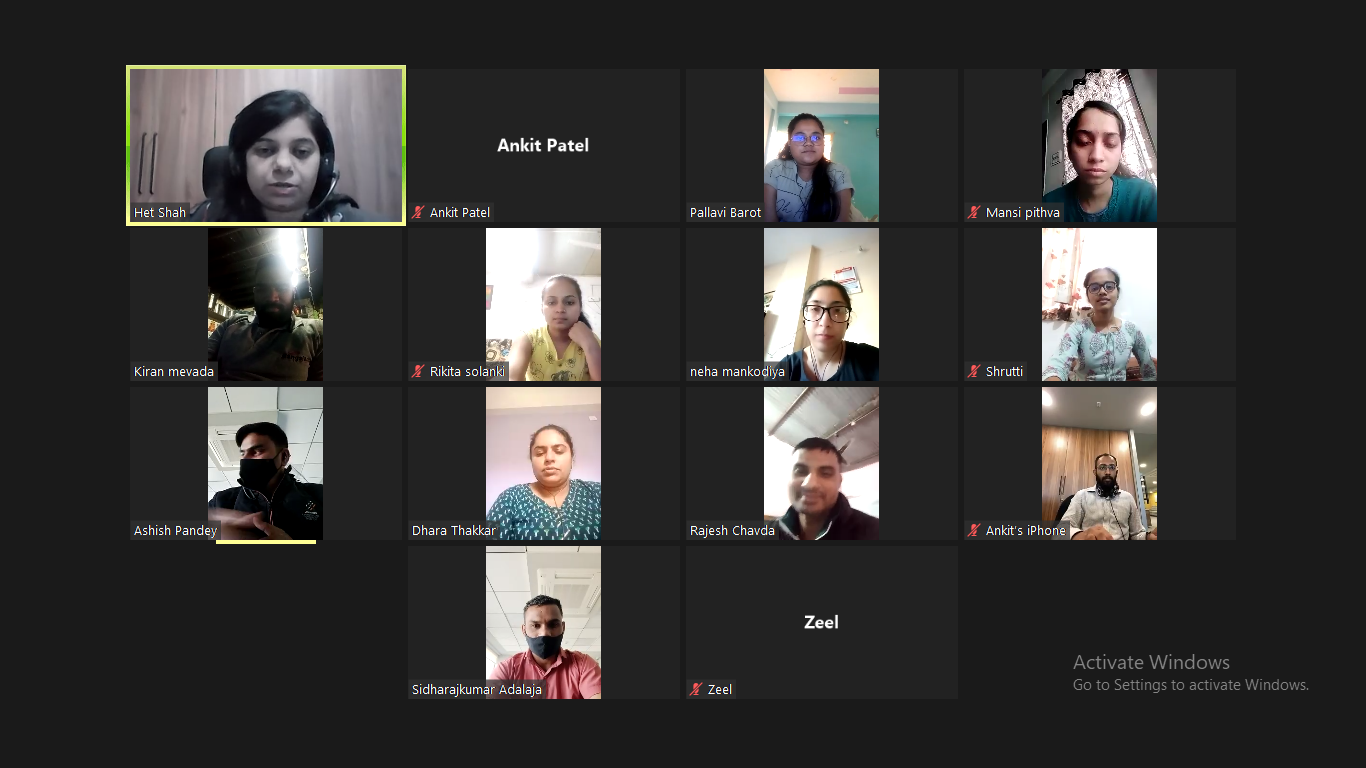 Ankit Patel
Het Shah
Ankit Patel
Pallavi Barot
Mansi pithva
Kiran mevada
Rikita solanki
neha mankodiya
Shrutti
Ashish Pandey
Dhara Thakkar
Rajesh Chavda
Ankit's iPhone
Zeel
Sidharajkumar Adalaja
Zeel
Activate Windows
Go to Settings to activate Windows.